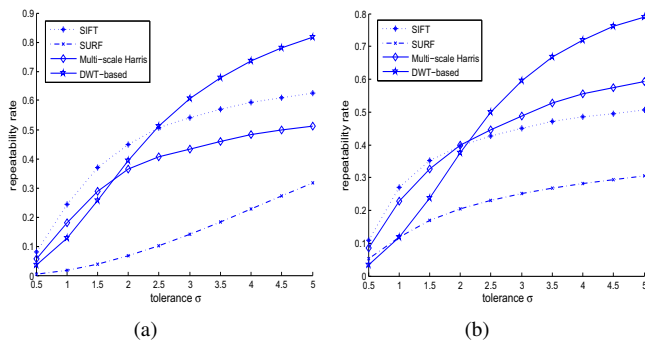 0.9
0.8
0.7
0.6
0.5
0.4
0.3
0.2
0.1
0
0.5 1 1.5 2 2.5 3 3.5 4 4.5 5
repeatability rate
tolerance σ
SIFT
SURF
Multi-scale Harris
DWT-based
(a)
0.8
0.7
0.6
0.5
0.4
0.3
0.2
0.1
0
0.5 1 1.5 2 2.5 3 3.5 4 4.5 5
repeatability rate
tolerance σ
SIFT
SURF
Multi-scale Harris
DWT-based
(b)